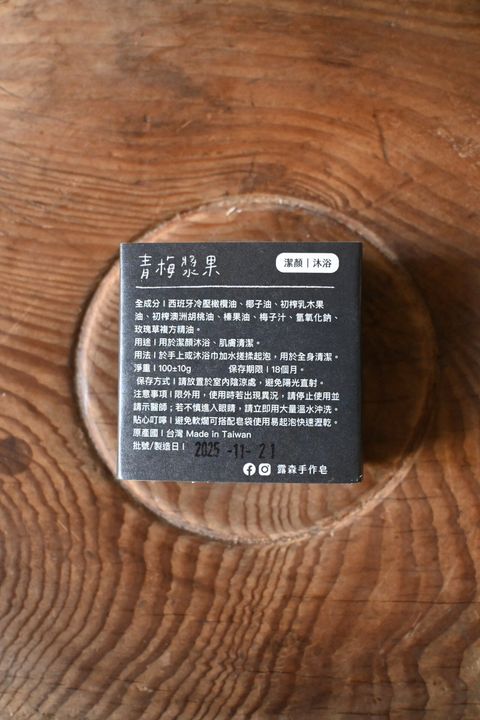 青梅漿果
潔顏 | 沐浴
全成分 | 西班牙冷壓橄欖油、椰子油、初榨乳木果
油、初榨澳洲胡桃油、榛果油、梅子汁、氫氧化鈉、
玫瑰草複方精油。
用途 | 用於潔顏沐浴、肌膚清潔。
用法 | 於手上或沐浴巾加水搓揉起泡，用於全身清潔。
淨重 | 100±10g 保存期限 | 18個月。
保存方式 | 請放置於室內陰涼處，避免陽光直射。
注意事項 | 限外用，使用時若出現異況，請停止使用並
請示醫師；若不慎進入眼睛，請立即用大量溫水沖洗。
貼心叮嚀 | 避免軟爛可搭配皂袋使用易起泡快速瀝乾。
原產國 | 台灣 Made in Taiwan
批號/製造日 | 2025-11-21
露森手作皂